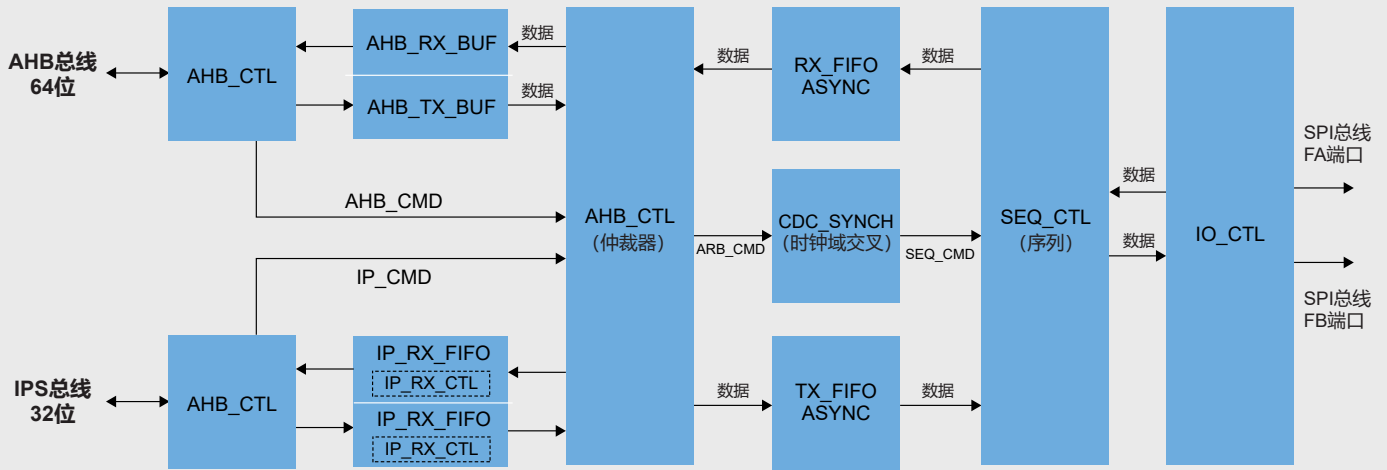 AHB总线
64位
AHB_CTL
AHB_RX_BUF
AHB_TX_BUF
数据
数据
AHB_CMD
IP_CMD
IPS总线
32位
AHB_CTL
IP_RX_FIFO
IP_RX_CTL
IP_RX_FIFO
IP_RX_CTL
AHB_CTL
（仲裁器）
数据
RX_FIFO
ASYNC
数据
ARB_CMD
CDC_SYNCH
（时钟域交叉）
SEQ_CMD
数据
TX_FIFO
ASYNC
数据
SEQ_CTL
（序列）
数据
数据
IO_CTL
SPI总线
FA端口
SPI总线
FB端口